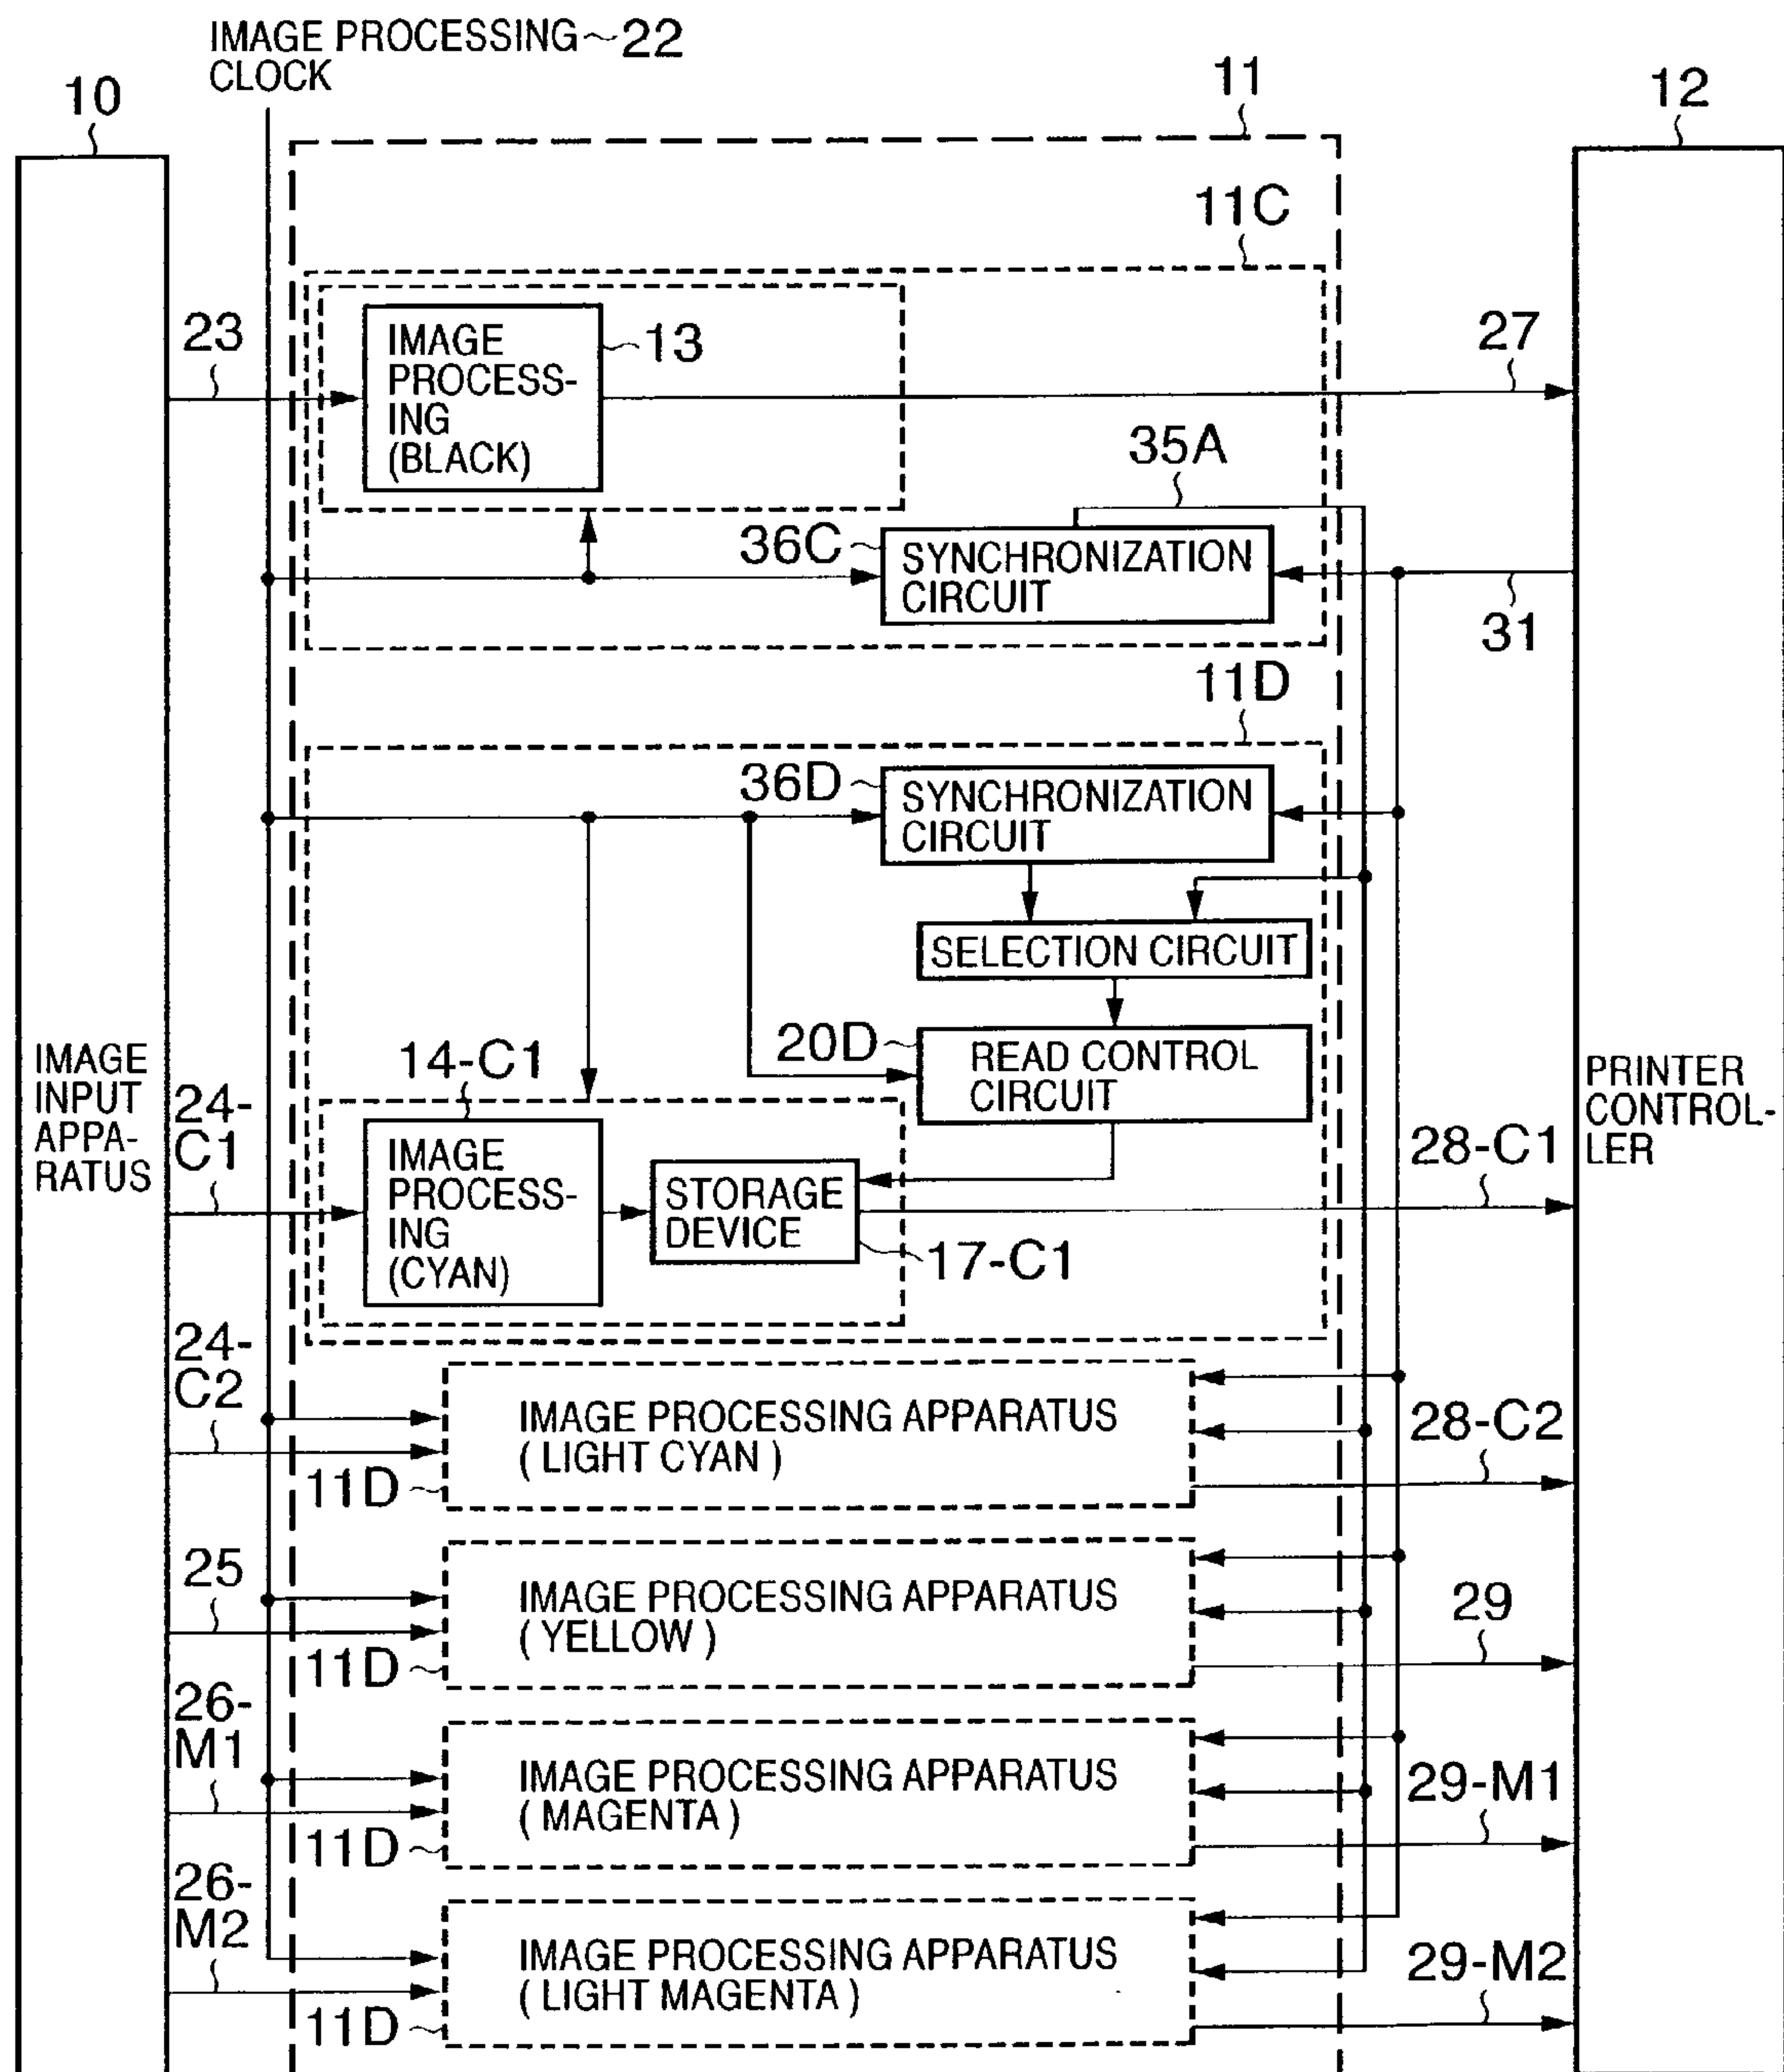 IMAGE PROCESSING 22
CLOCK
10
11
12
11C
23
IMAGE
PROCESS-
ING
(BLACK)
13
27
35A
36C
SYNCHRONIZATION
CIRCUIT
31
11D
36D
SYNCHRONIZATION
CIRCUIT
SELECTION CIRCUIT
20D
READ CONTROL
CIRCUIT
IMAGE
INPUT
APPA-
RATUS
24-
C1
14-C1
IMAGE
PROCESS-
ING
(CYAN)
STORAGE
DEVICE
17-C1
28-C1
PRINTER
CONTROL-
LER
24-
C2
IMAGE PROCESSING APPARATUS
( LIGHT CYAN )
11D
28-C2
25
IMAGE PROCESSING APPARATUS
( YELLOW )
11D
29
26-
M1
IMAGE PROCESSING APPARATUS
( MAGENTA )
11D
29-M1
26-
M2
IMAGE PROCESSING APPARATUS
( LIGHT MAGENTA )
11D
29-M2